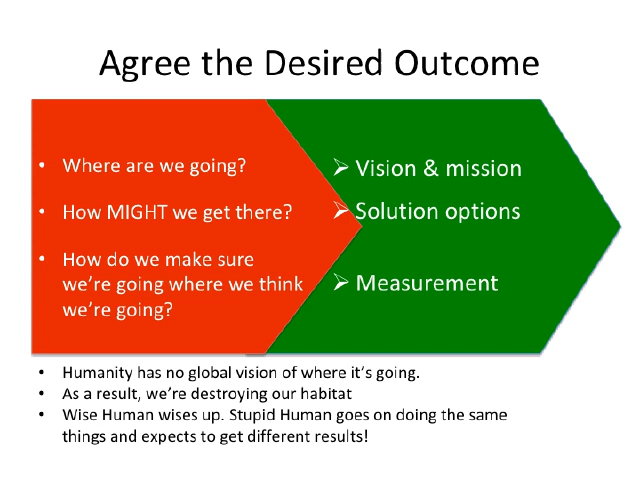 Agree the Desired Outcome
• Where are we going?
• How MIGHT we get there?
• How do we make sure
we're going where we think
we're going?
➢ Vision & mission
➢ Solution options
➢ Measurement
• Humanity has no global vision of where it's going.
• As a result, we're destroying our habitat
• Wise Human wises up. Stupid Human goes on doing the same
things and expects to get different results!